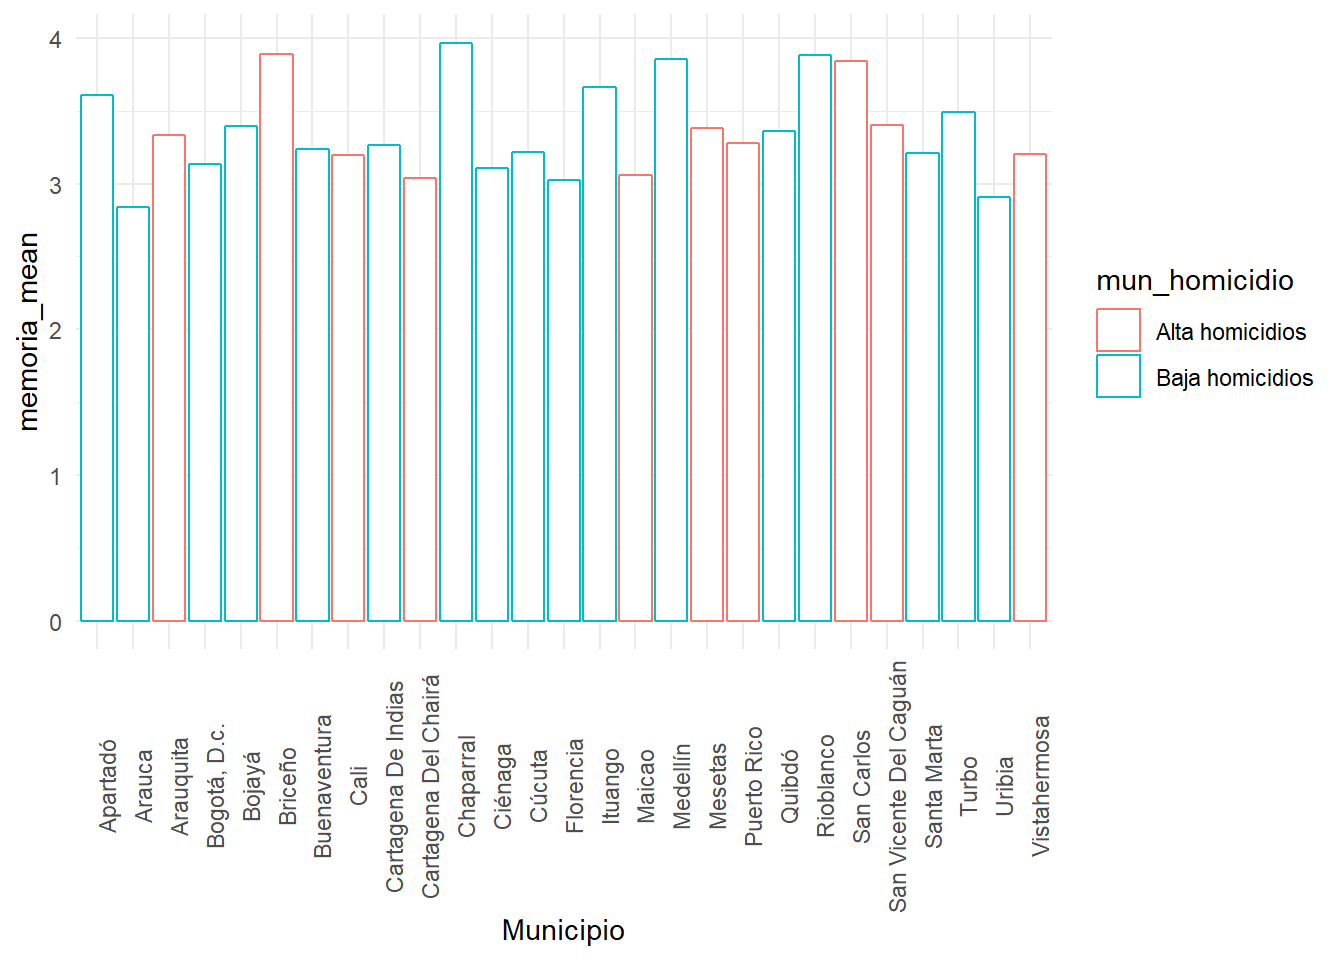 4
3
2
1
0
memoria_mean
Apartadó
Arauca
Arauquita
Bogotá, D.c.
Bojayá
Briceño
Buenaventura
Cali
Cartagena De Indias
Cartagena Del Chairá
Chaparral
Ciénaga
Cúcuta
Florencia
Ituango
Maicao
Medellín
Mesetas
Puerto Rico
Quibdó
Rioblanco
San Carlos
San Vicente Del Caguán
Santa Marta
Turbo
Uribia
Vistahermosa
Municipio
mun_homicidio
Alta homicidios
Baja homicidios